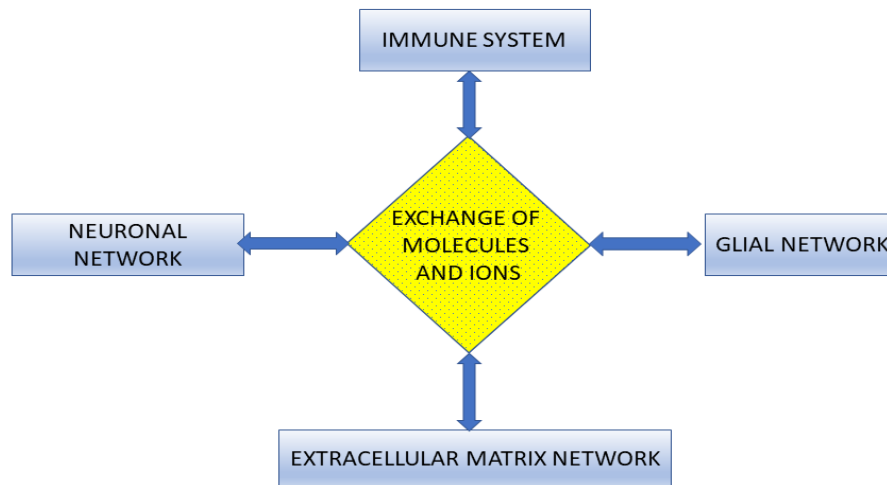 IMMUNE SYSTEM
NEURONAL
NETWORK
EXCHANGE OF
MOLECULES
AND IONS
GLIAL NETWORK
EXTRACELLULAR MATRIX NETWORK